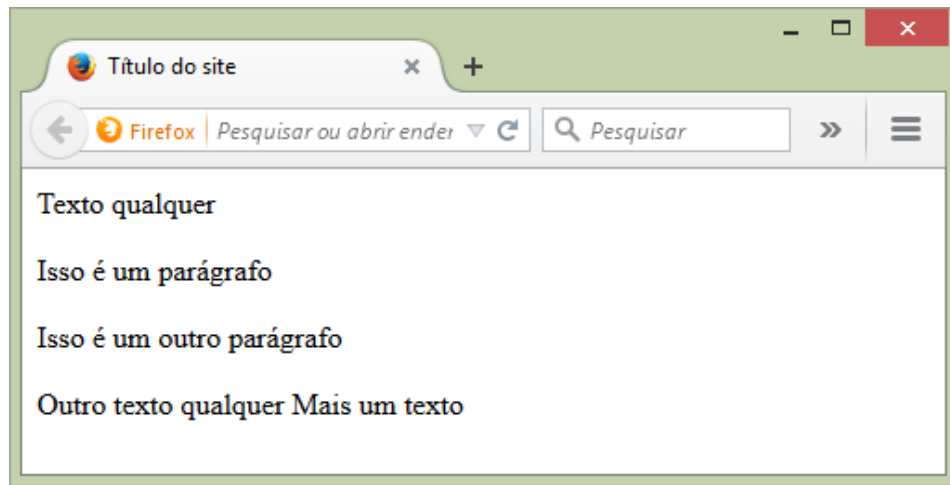 Título do site
Firefox Pesquisar ou abrir ender Pesquisar
Texto qualquer
Isso é um parágrafo
Isso é um outro parágrafo
Outro texto qualquer Mais um texto